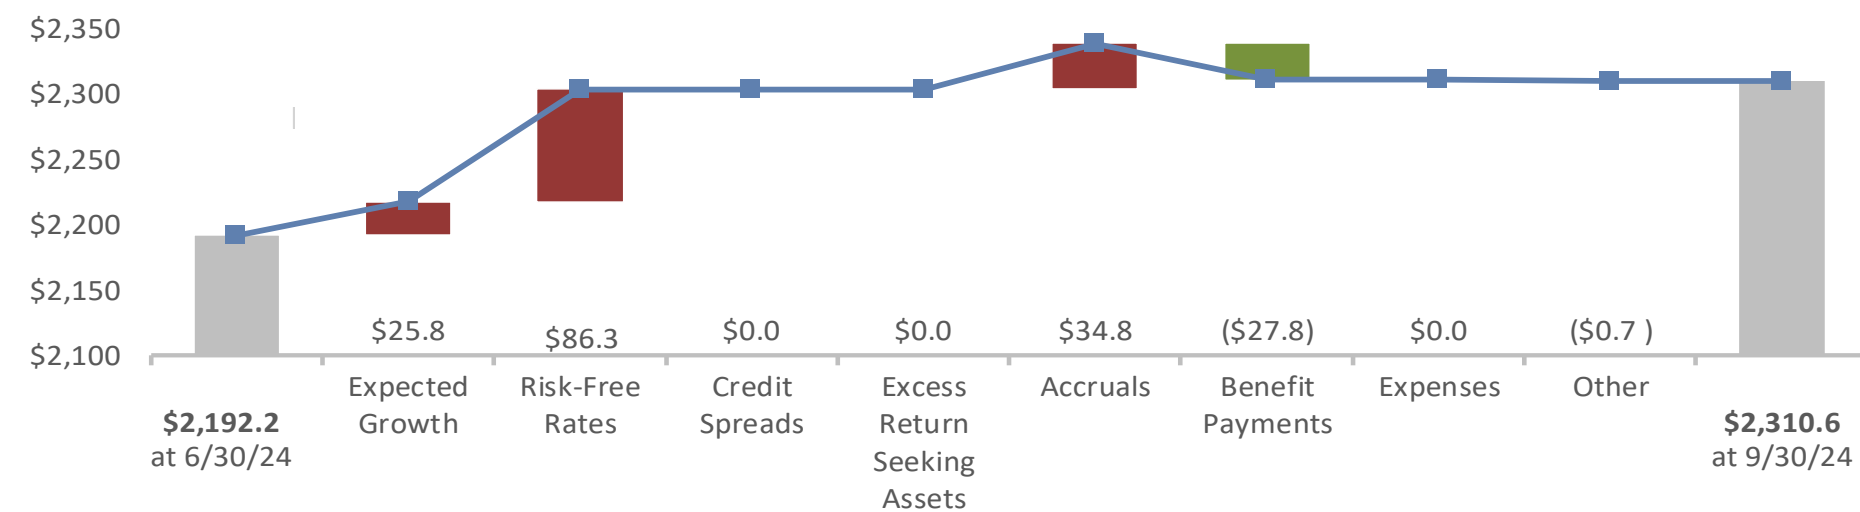 $2,350
$2,300
$2,250
$2,200
$2,150
$2,100
$25.8
$86.3
$0.0
$0.0
$34.8
($27.8)
$0.0
($0.7 )
$2,192.2
at 6/30/24
Expected
Growth
Risk-Free
Rates
Credit
Spreads
Excess
Return
Seeking
Assets
Accruals
Benefit
Payments
Expenses
Other
$2,310.6
at 9/30/24